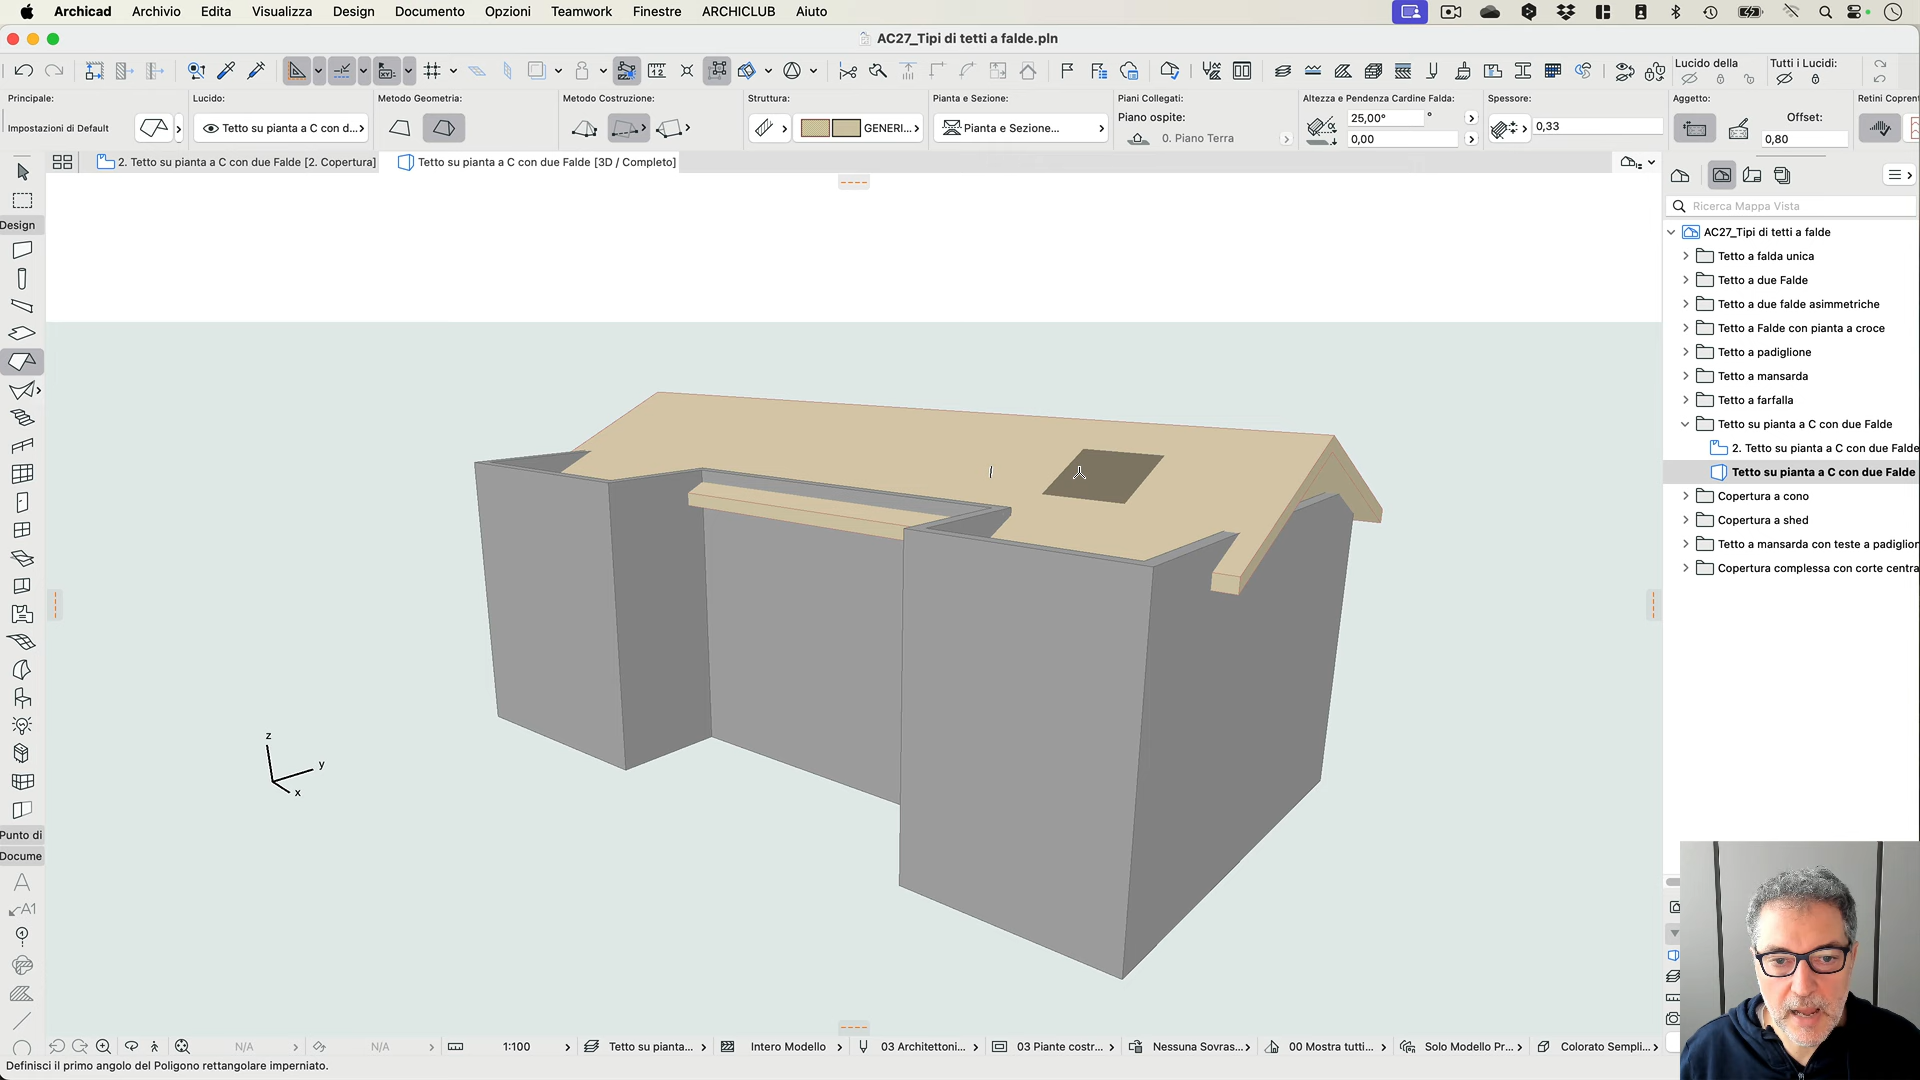 Archicad Archivio Edita Visualizza Design Documento Opzioni Teamwork Finestre ARCHICLUB Aiuto
AC27_Tipi di tetti a falde.pln
Lucido della
Tutti i Lucidi:
Principale:
Lucido:
Metodo Geometria:
Metodo Costruzione:
Struttura:
Pianta e Sezione:
Piani Collegati:
Altezza e Pendenza Cardine Falda:
Spessore:
Aggetto:
Retini Copren
Impostazioni di Default
Tetto su pianta a C con d...
GENERI...
Pianta e Sezione...
Piano ospite:
0. Piano Terra
25,00°
0,00
0,33
Offset:
0,80
2. Tetto su pianta a C con due Falde [2. Copertura]
Tetto su pianta a C con due Falde [3D / Completo]
Design
Punto di
Docume
A
A1
Ricerca Mappa Vista
AC27_Tipi di tetti a falde
Tetto a falda unica
Tetto a due Falde
Tetto a due falde asimmetriche
Tetto a Falde con pianta a croce
Tetto a padiglione
Tetto a mansarda
Tetto a farfalla
Tetto su pianta a C con due Falde
2. Tetto su pianta a C con due Falde
Tetto su pianta a C con due Falde
Copertura a cono
Copertura a shed
Tetto a mansarda con teste a padiglion
Copertura complessa con corte centra
z
y
x
N/A
N/A
1:100
Tetto su pianta...
Intero Modello
03 Architettoni...
03 Piante costr...
Nessuna Sovras...
00 Mostra tutti...
Solo Modello Pr...
Colorato Sempli...
Definisci il primo angolo del Poligono rettangolare imperniato.